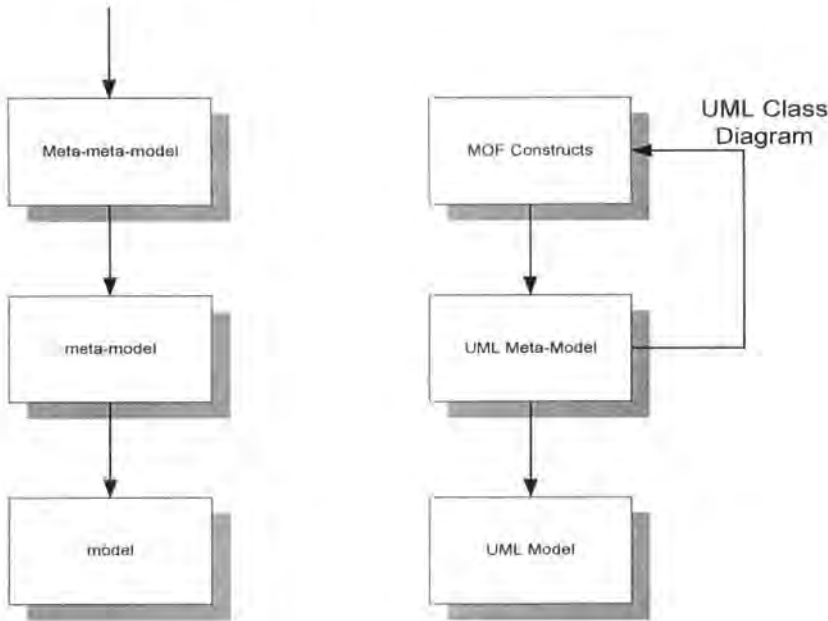 Meta-meta-model
MOF Constructs
UML Class
Diagram
meta-model
UML Meta-Model
model
UML Model